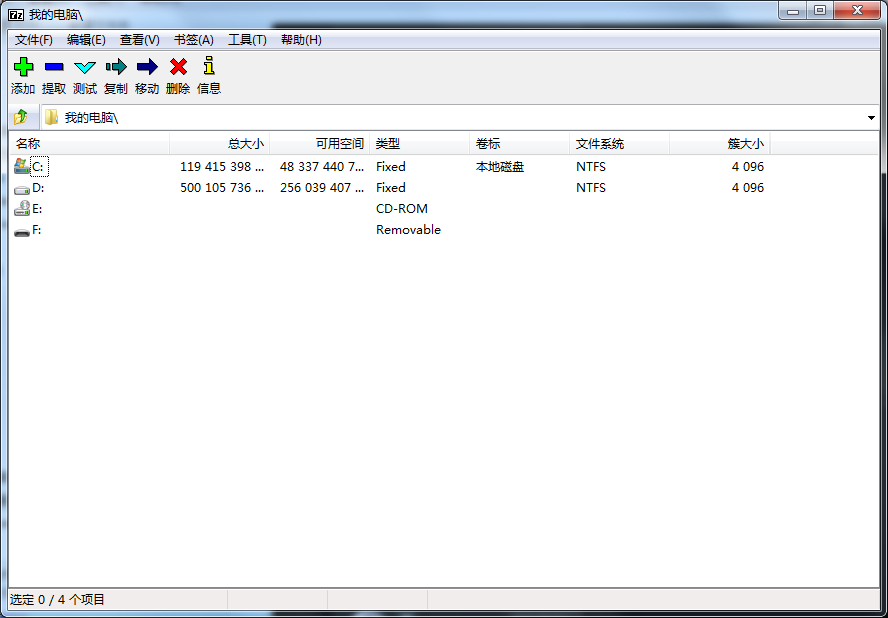 7z 我的电脑\
文件(F) 编辑(E) 查看(V) 书签(A) 工具(T) 帮助(H)
添加 提取 测试 复制 移动 删除 信息
我的电脑\
名称 总大小 可用空间 类型 卷标 文件系统 簇大小
C: 119 415 398 ... 48 337 440 7... Fixed 本地磁盘 NTFS 4 096
D: 500 105 736 ... 256 039 407 ... Fixed NTFS 4 096
E: CD-ROM
F: Removable
选定 0 / 4 个项目